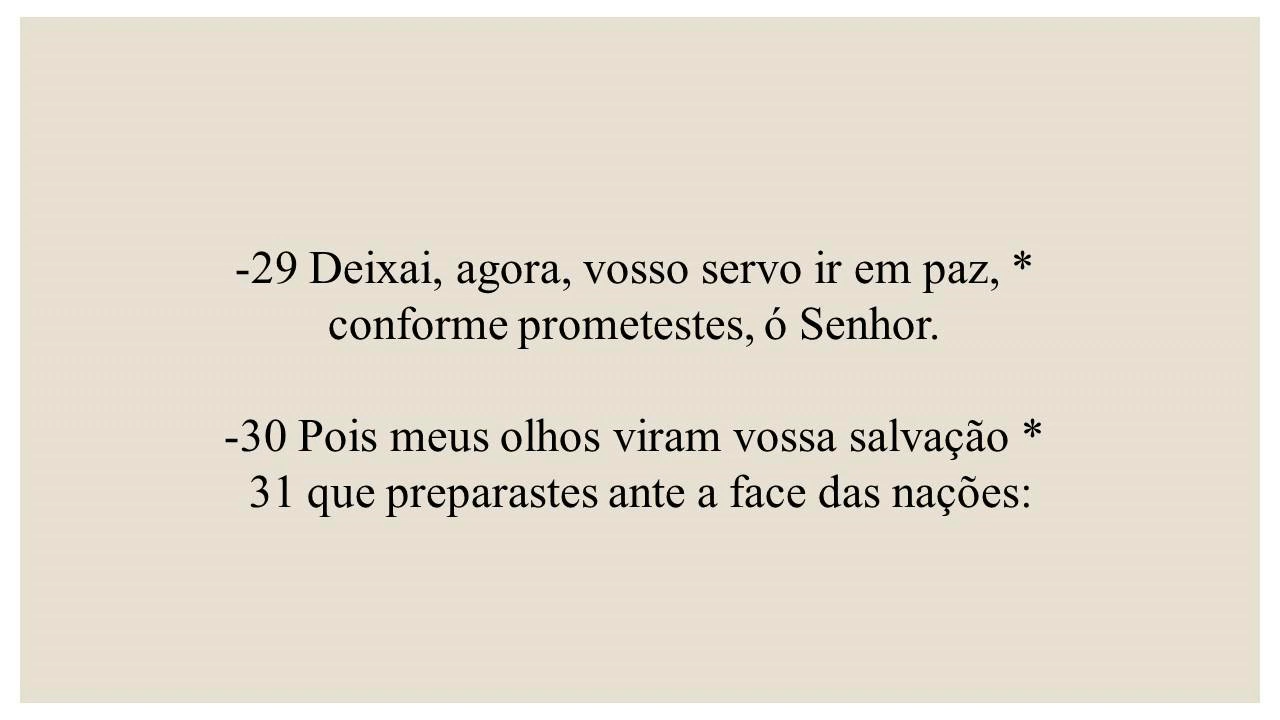 -29 Deixai, agora, vosso servo ir em paz, *
conforme prometestes, ó Senhor.
-30 Pois meus olhos viram vossa salvação *
31 que preparastes ante a face das nações: